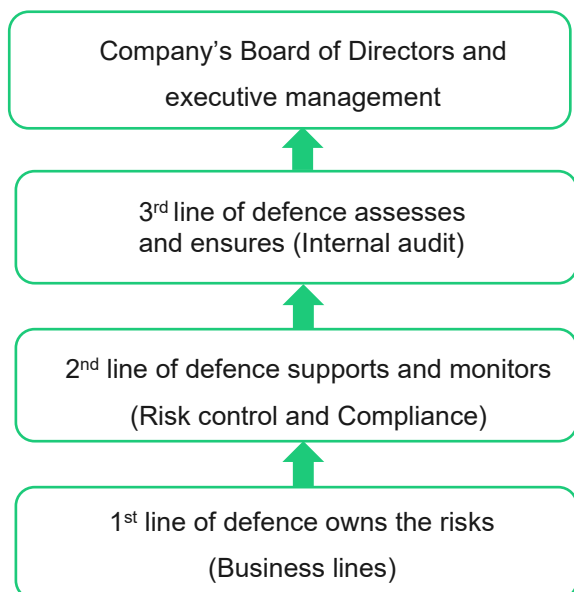 Company’s Board of Directors and
executive management
3rd line of defence assesses
and ensures (Internal audit)
2nd line of defence supports and monitors
(Risk control and Compliance)
1st line of defence owns the risks
(Business lines)